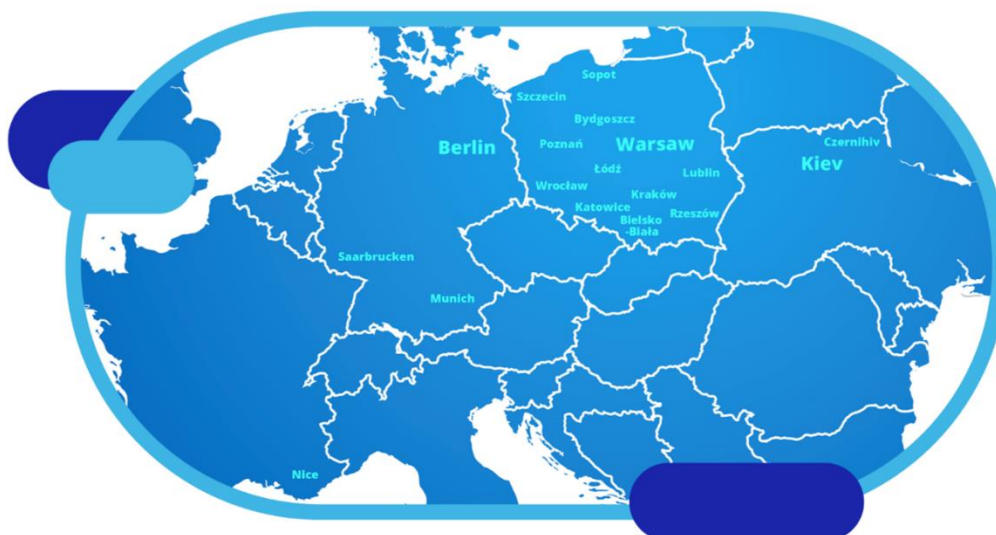 Sopot
Szczecin
Bydgoszcz
Poznań
Warsaw
Berlin
Czernihiv
Kiev
Łódź
Lublin
Wrocław
Kraków
Katowice
Rzeszów
Bielsko
-Biała
Saarbrucken
Munich
Nice